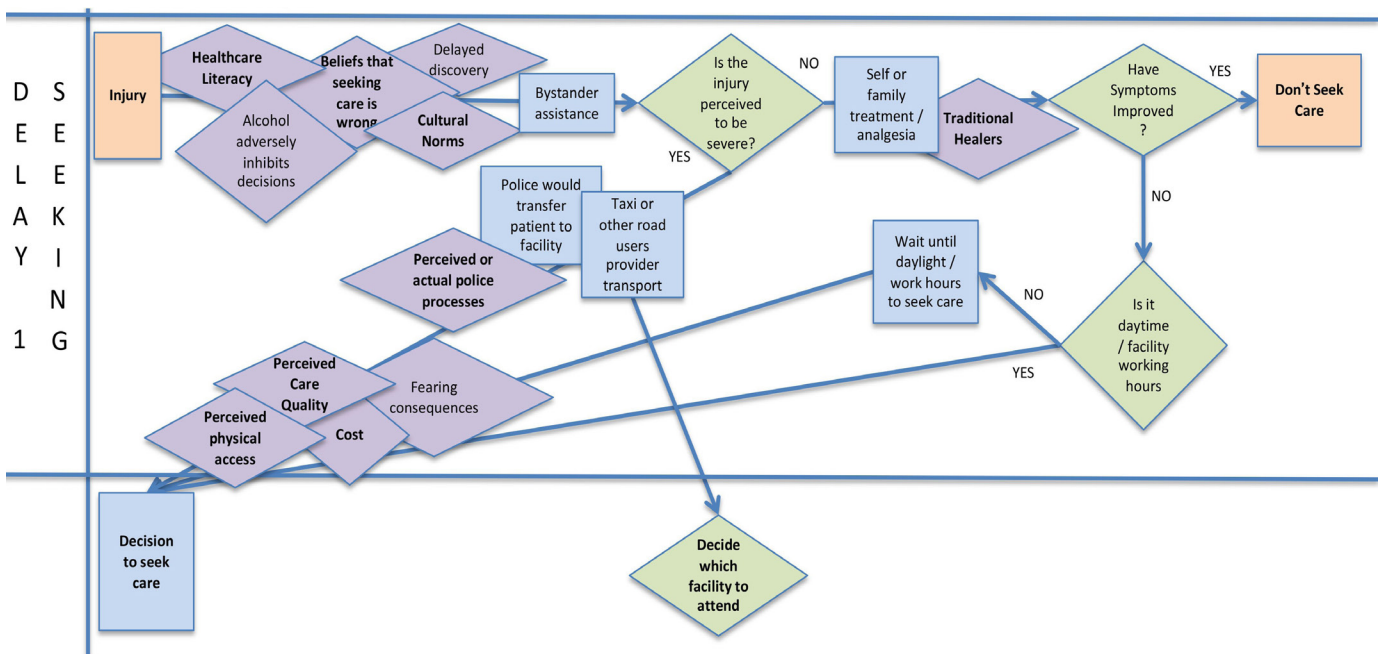 DELAY 1
SEEKING
Injury
Healthcare
Literacy
Beliefs that
seeking
care is
wrong
Delayed
discovery
Alcohol
adversely
inhibits
decisions
Cultural
Norms
Bystander
assistance
Is the
injury
perceived
to be
severe?
NO
YES
Self or
family
treatment /
analgesia
Traditional
Healers
Have
Symptoms
Improved
?
YES
NO
Don't Seek
Care
Police would
transfer
patient to
facility
Taxi or
other road
users
provider
transport
Perceived or
actual police
processes
Wait until
daylight /
work hours
to seek care
NO
YES
Is it
daytime
/ facility
working
hours
Perceived
Care
Quality
Fearing
consequences
Perceived
physical
access
Cost
Decision
to seek
care
Decide
which
facility to
attend